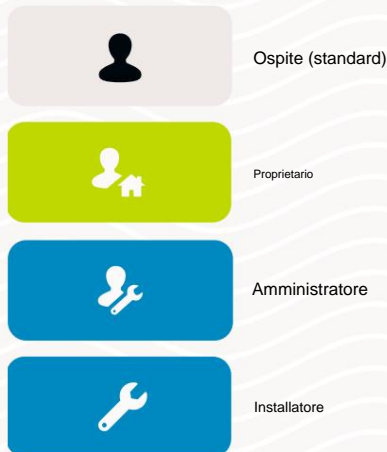 Ospite (standard)
Proprietario
Amministratore
Installatore